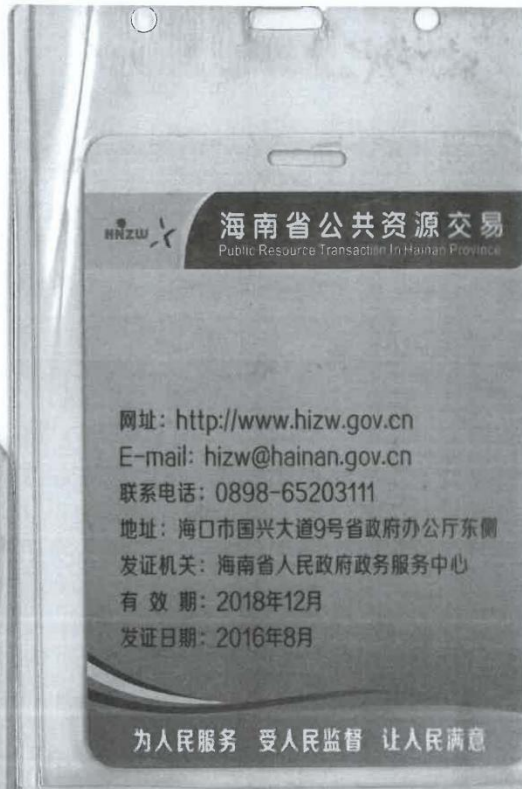 HNZW
海南省公共资源交易
Public Resource Transaction In Hainan Province
网址: http://www.hizw.gov.cn
E-mail: hizw@hainan.gov.cn
联系电话: 0898-65203111
地址: 海口市国兴大道9号省政府办公厅东侧
发证机关: 海南省人民政府政务服务中心
有 效 期: 2018年12月
发证日期: 2016年8月
为人民服务 受人民监督 让人民满意